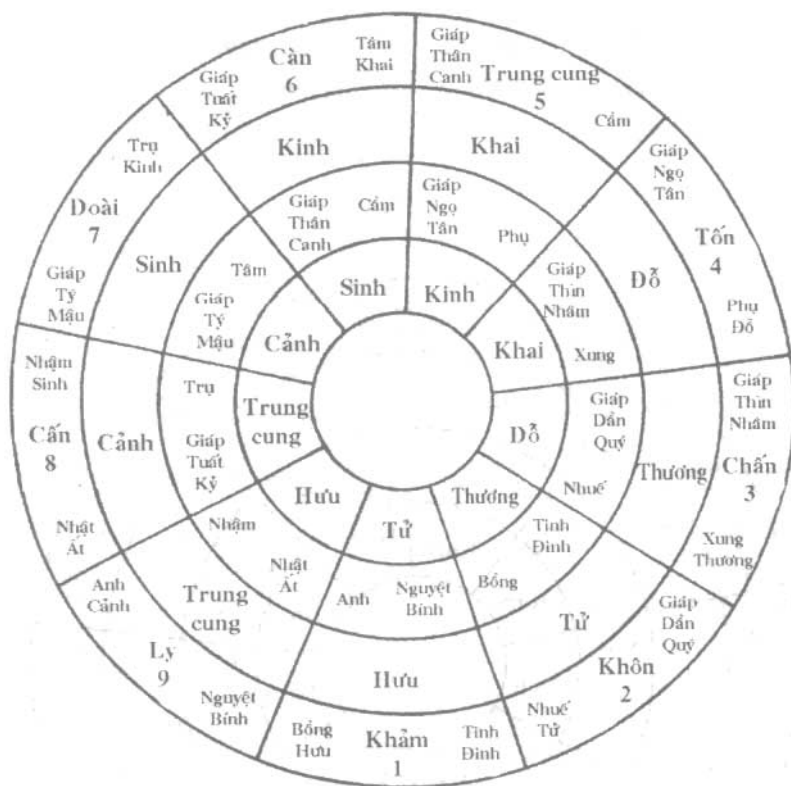 Giáp
Tuất
Kỷ
Càn
6
Tâm
Khai
Giáp
Thân
Canh
Trung cung
5
Cẩm
Giáp
Ngọ
Tân
Tốn
4
Phụ
Đỗ
Giáp
Thìn
Nhâm
Chấn
3
Xung
Thương
Giáp
Dần
Quý
Khôn
2
Nhuế
Tử
Tinh
Đinh
Khảm
1
Bồng
Hưu
Nguyệt
Bính
Ly
9
Anh
Cảnh
Nhật
Ất
Cấn
8
Nhậm
Sinh
Giáp
Tý
Mậu
Đoài
7
Trụ
Kinh
Kinh
Khai
Đỗ
Thương
Tử
Hưu
Trung
cung
Cảnh
Sinh
Giáp
Thân
Canh
Cẩm
Giáp
Ngọ
Tân
Phụ
Giáp
Thìn
Nhâm
Xung
Giáp
Dần
Quý
Nhuế
Tinh
Đinh
Bồng
Nguyệt
Bính
Anh
Nhật
Ất
Nhậm
Giáp
Tuất
Kỷ
Trụ
Giáp
Tý
Mậu
Tâm
Sinh
Kinh
Khai
Đỗ
Thương
Tử
Hưu
Trung
cung
Cảnh